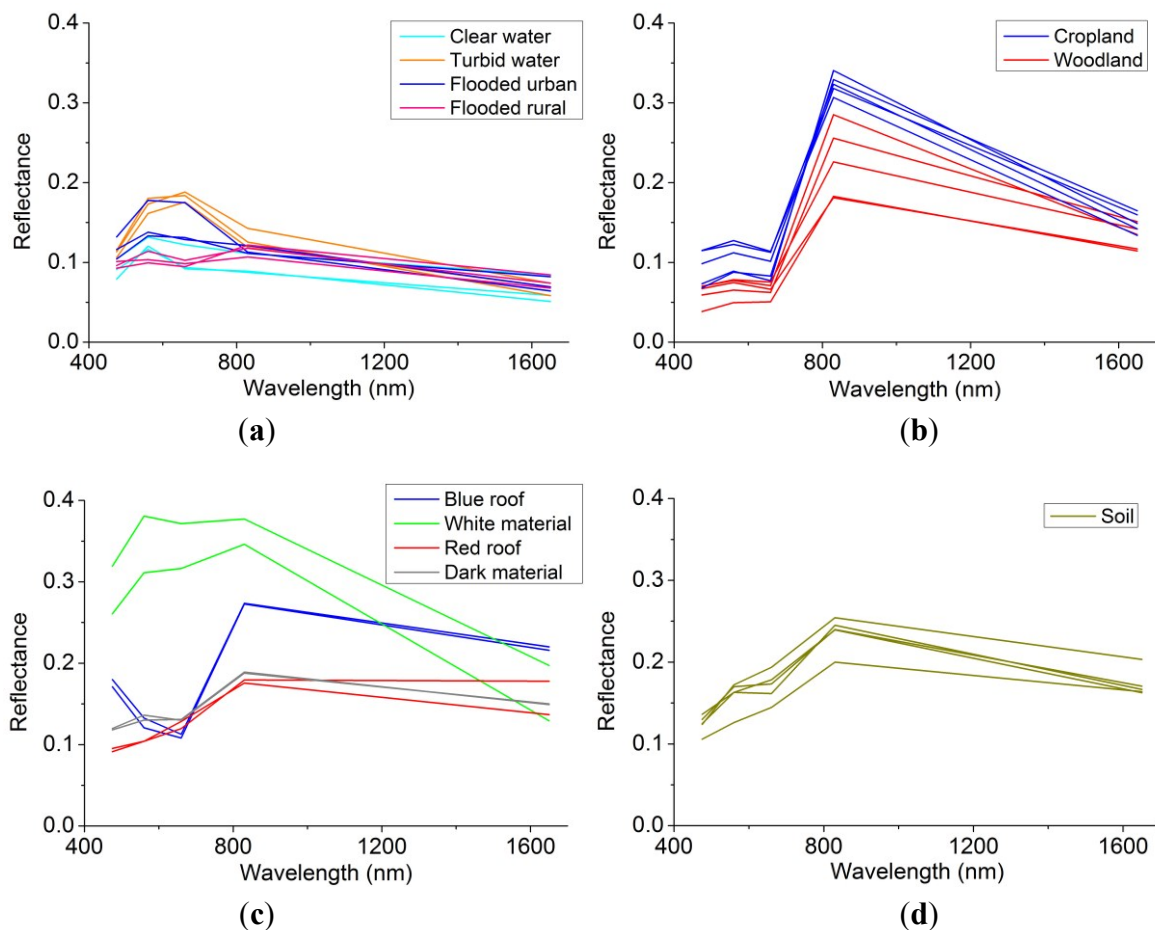 0.4
0.3
0.2
0.1
0.0
Reflectance
400
800
1200
1600
Wavelength (nm)
Clear water
Turbid water
Flooded urban
Flooded rural
(a)
0.4
0.3
0.2
0.1
0.0
Reflectance
400
800
1200
1600
Wavelength (nm)
Cropland
Woodland
(b)
0.4
0.3
0.2
0.1
0.0
Reflectance
400
800
1200
1600
Wavelength (nm)
Blue roof
White material
Red roof
Dark material
(c)
0.4
0.3
0.2
0.1
0.0
Reflectance
400
800
1200
1600
Wavelength (nm)
Soil
(d)